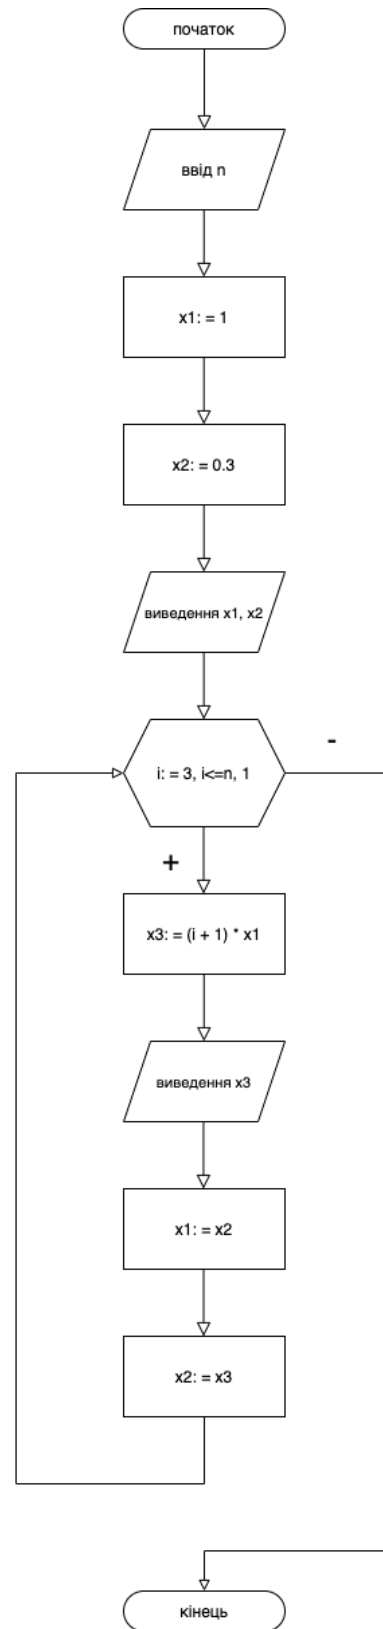 початок
ввід n
x1: = 1
x2: = 0.3
виведення x1, x2
-
i: = 3, i<=n, 1
+
x3: = (i + 1) * x1
виведення x3
x1: = x2
x2: = x3
кінець